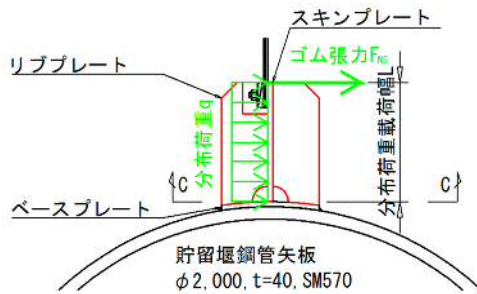 スキンプレート
ゴム張力FNS
リブプレート
分布荷重q
分布荷重載荷幅L
C
C
ベースプレート
貯留堰鋼管矢板
φ2,000,t=40,SM570